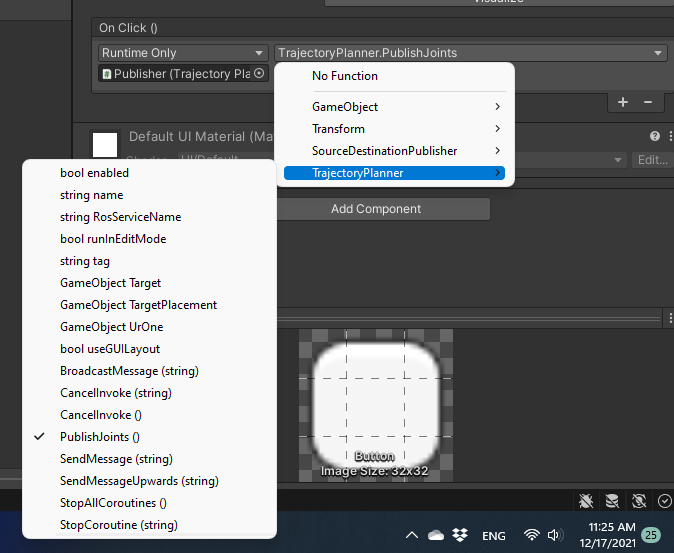 Visualize
On Click ()
Runtime Only
TrajectoryPlanner.PublishJoints
Publisher (Trajectory Pla
No Function
GameObject
Transform
SourceDestinationPublisher
TrajectoryPlanner
Default UI Material (Ma
UI/Default
Edit...
Add Component
bool enabled
string name
string RosServiceName
bool runInEditMode
string tag
GameObject Target
GameObject TargetPlacement
GameObject UrOne
bool useGUILayout
BroadcastMessage (string)
CancelInvoke (string)
CancelInvoke ()
PublishJoints ()
SendMessage (string)
SendMessageUpwards (string)
StopAllCoroutines ()
StopCoroutine (string)
Button
Image Size: 32x32
ENG
11:25 AM
12/17/2021
25